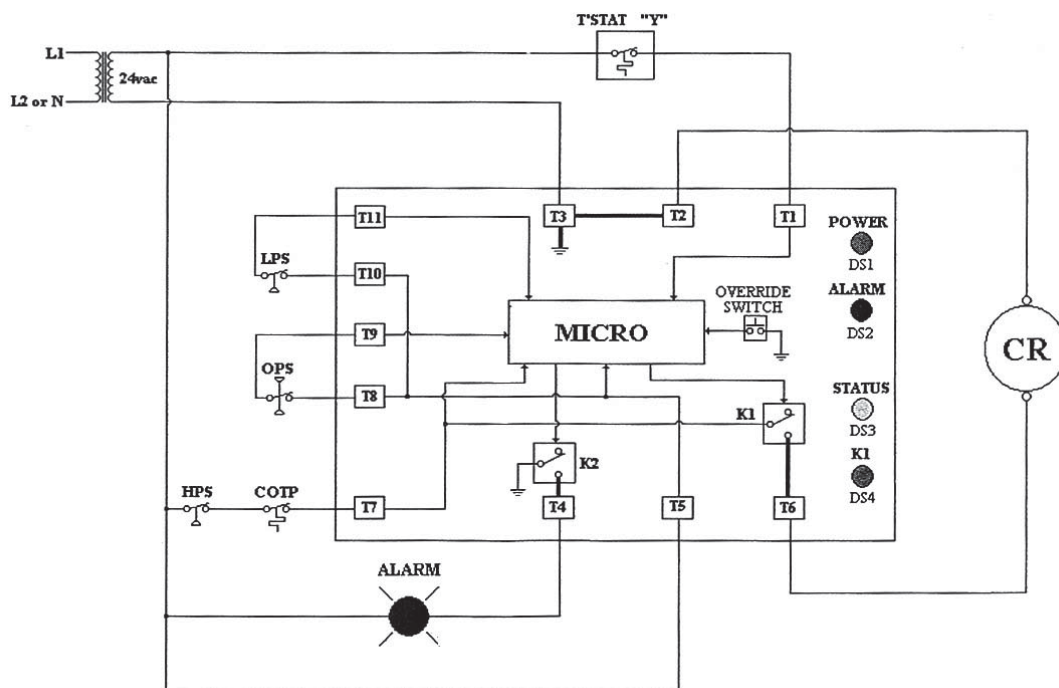 T'STAT "Y"
L1
24vac
L2 or N
T11
T3
T2
T1
POWER
DS1
LPS
T10
OVERRIDE
SWITCH
ALARM
DS2
T9
MICRO
CR
OPS
T8
STATUS
K1
DS3
K2
K1
DS4
HPS
COTP
T7
T4
T5
T6
ALARM